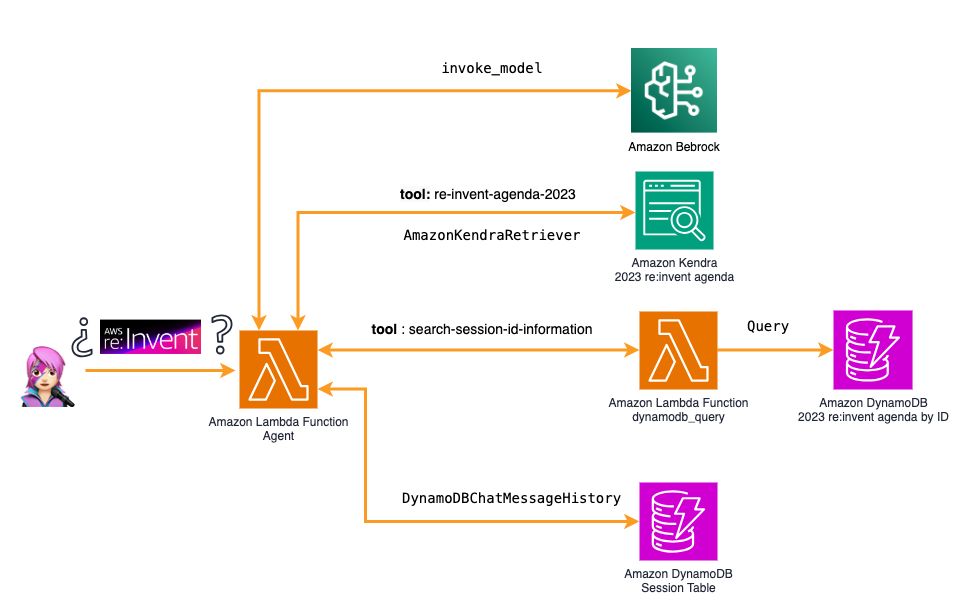 invoke_model
Amazon Bebrock
tool: re-invent-agenda-2023
AmazonKendraRetriever
Amazon Kendra
2023 re:invent agenda
¿
AWS
re:Invent
?
Amazon Lambda Function
Agent
tool : search-session-id-information
Amazon Lambda Function
dynamodb_query
Query
Amazon DynamoDB
2023 re:invent agenda by ID
DynamoDBChatMessageHistory
Amazon DynamoDB
Session Table